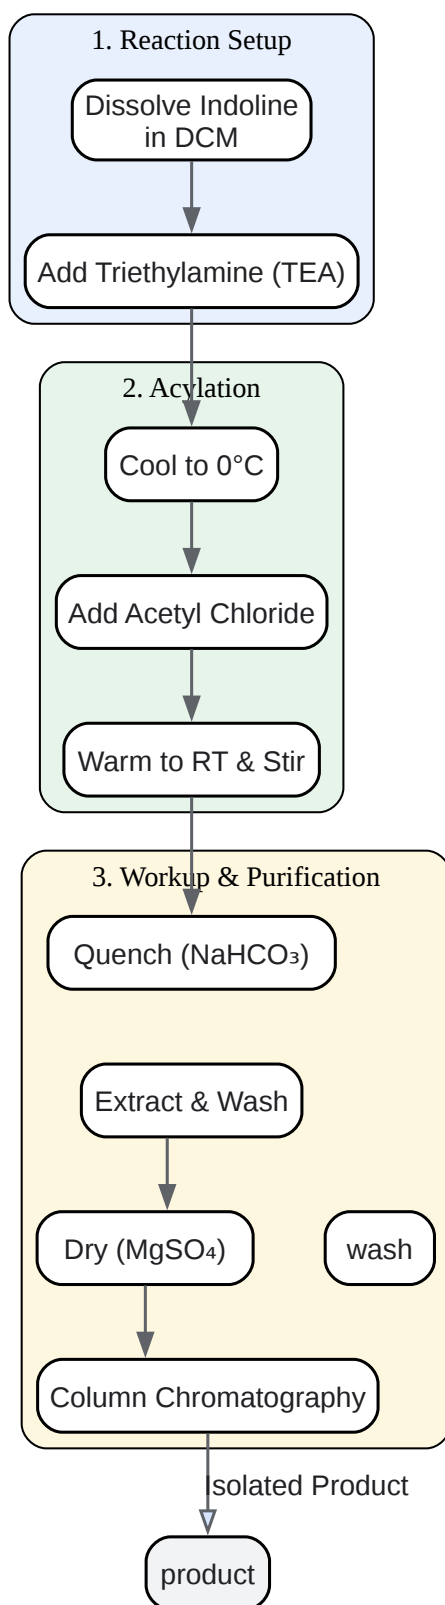 1. Reaction Setup
Dissolve Indoline
in DCM
Add Triethylamine (TEA)
2. Acylation
Cool to 0°C
Add Acetyl Chloride
Warm to RT & Stir
3. Workup & Purification
Quench (NaHCO₃)
Extract & Wash
Dry (MgSO₄)
wash
Column Chromatography
Isolated Product
product